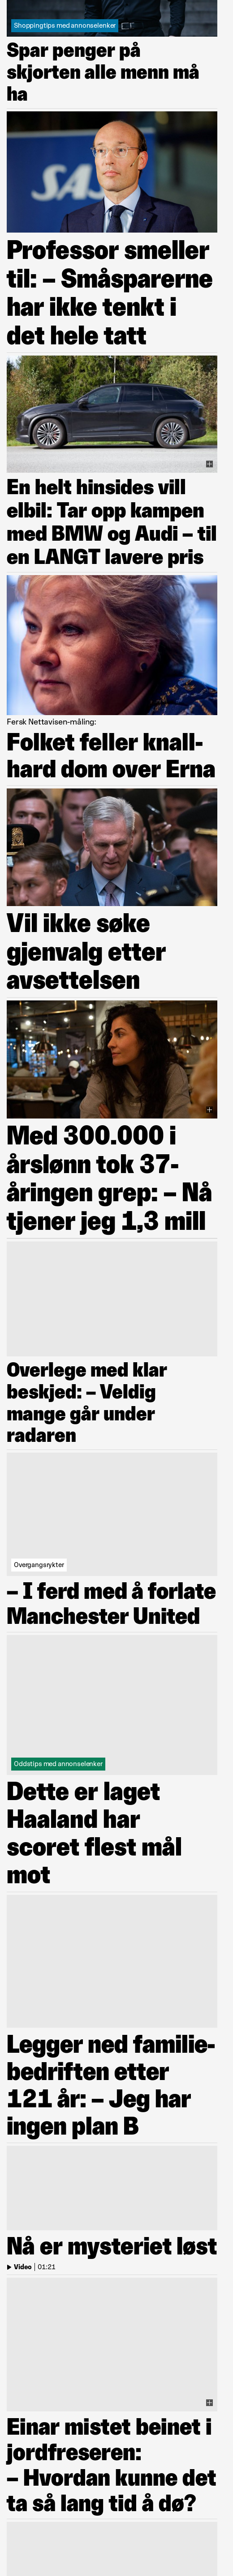 Shoppingtips med annonselenker
Spar penger på
skjorten alle menn må
ha
SAS
Professor smeller
til: – Småsparerne
har ikke tenkt i
det hele tatt
En helt hinsides vill
elbil: Tar opp kampen
med BMW og Audi – til
en LANGT lavere pris
Fersk Nettavisen-måling:
Folket feller knall-
hard dom over Erna
Vil ikke søke
gjenvalg etter
avsettelsen
Med 300.000 i
årslønn tok 37-
åringen grep: – Nå
tjener jeg 1,3 mill
Overlege med klar
beskjed: – Veldig
mange går under
radaren
Overgangsrykter
– I ferd med å forlate
Manchester United
Oddstips med annonselenker
Dette er laget
Haaland har
scoret flest mål
mot
Legger ned familie-
bedriften etter
121 år: – Jeg har
ingen plan B
Nå er mysteriet løst
Video | 01:21
Einar mistet beinet i
jordfreseren:
– Hvordan kunne det
ta så lang tid å dø?